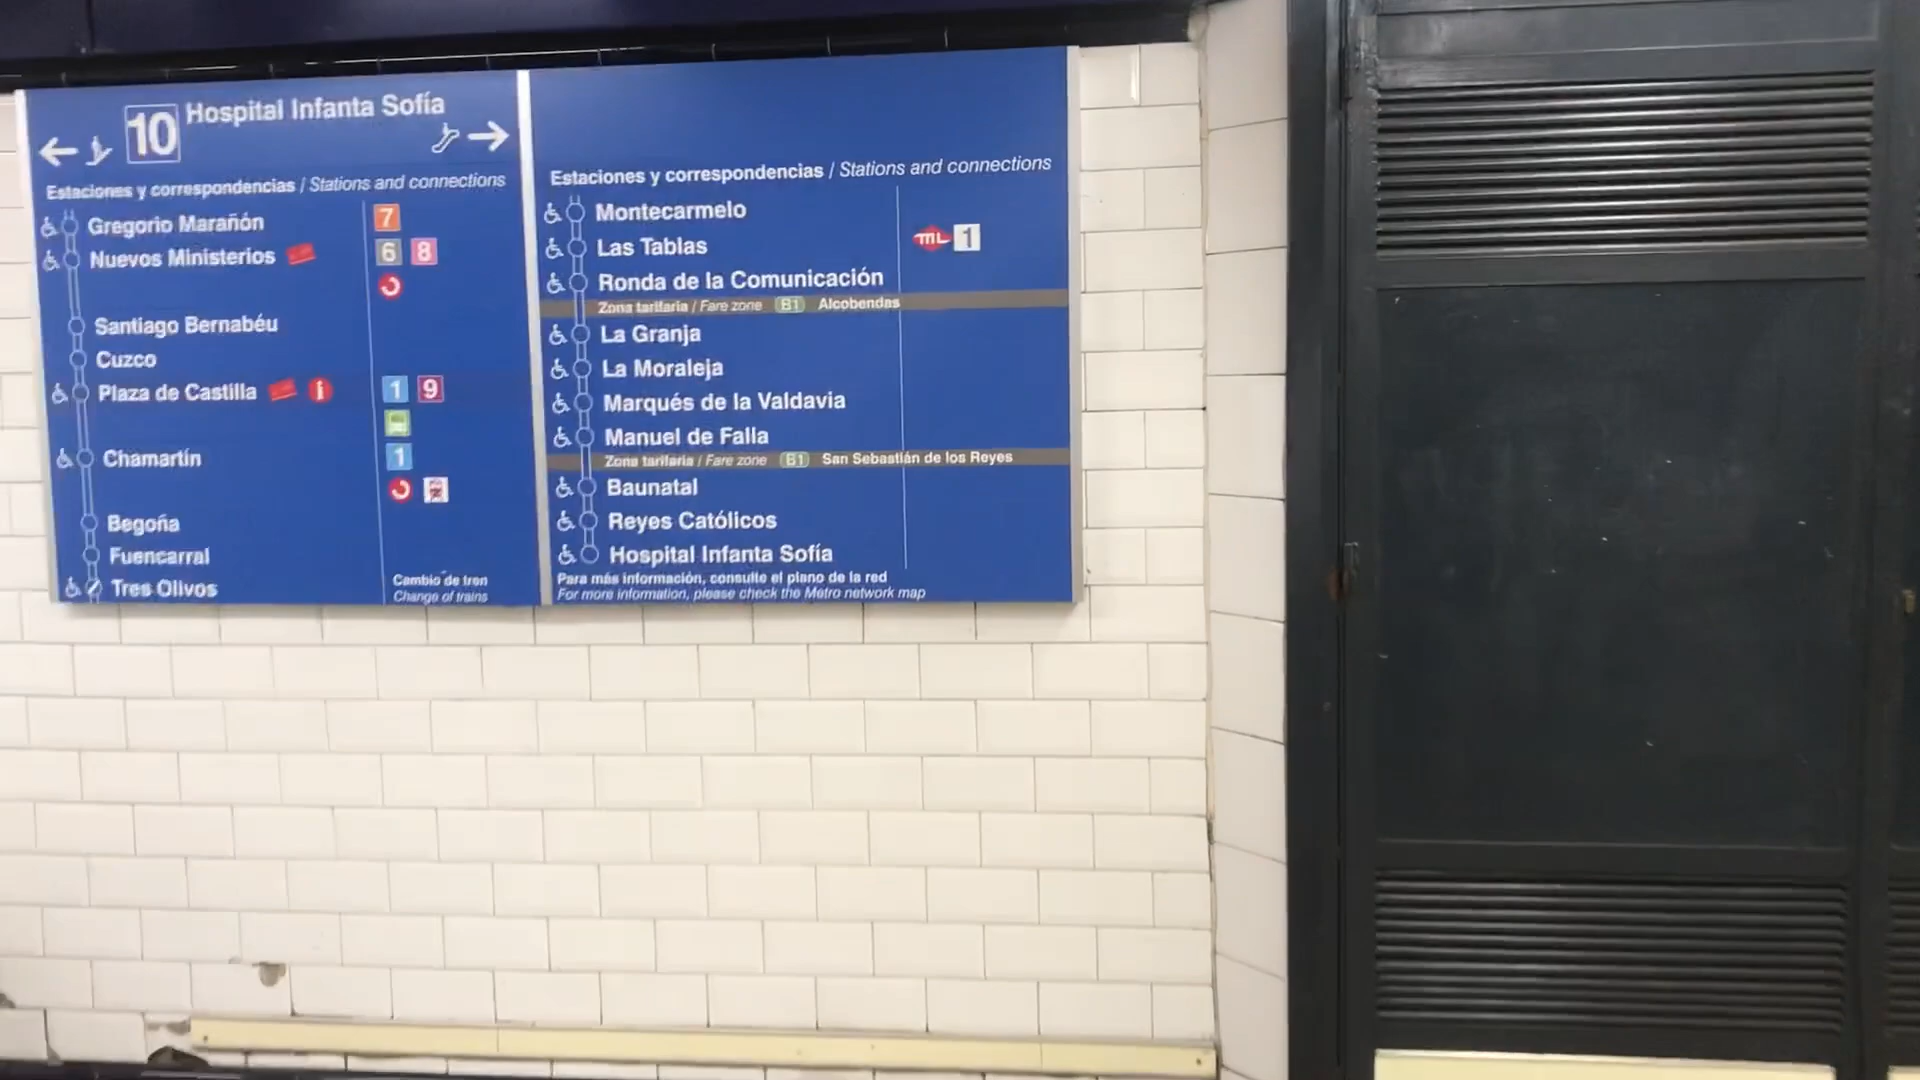 10 Hospital Infanta Sofía
Estaciones y correspondencias / Stations and connections
Gregorio Marañón 7
Nuevos Ministerios 6 8
Santiago Bernabéu
Cuzco
Plaza de Castilla i 1 9
Chamartín 1
Begoña
Fuencarral
Tres Olivos Cambio de tren
Change of trains
Estaciones y correspondencias / Stations and connections
Montecarmelo
Las Tablas ML 1
Ronda de la Comunicación
Zona tarifaria / Fare zone B1 Alcobendas
La Granja
La Moraleja
Marqués de la Valdavia
Manuel de Falla
Zona tarifaria / Fare zone B1 San Sebastián de los Reyes
Baunatal
Reyes Católicos
Hospital Infanta Sofía
Para más información, consulte el plano de la red
For more information, please check the Metro network map